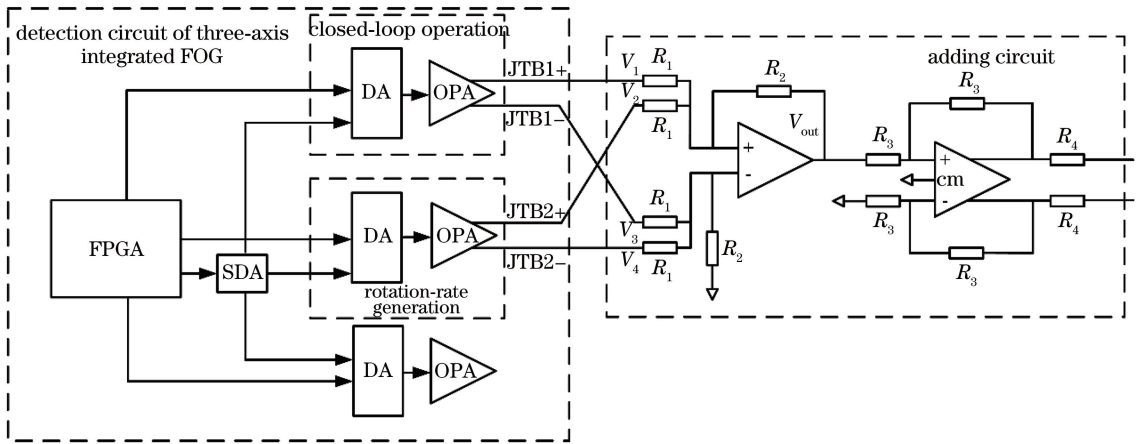 detection circuit of three-axis
integrated FOG
closed-loop operation
DA
OPA
JTB1+
JTB1−
FPGA
SDA
DA
OPA
JTB2+
JTB2−
rotation-rate
generation
DA
OPA
adding circuit
V1
R1
V2
R1
R2
Vout
+
-
R1
V3
V4
R1
R2
R3
R3
R4
+
cm
-
R3
R4
R3